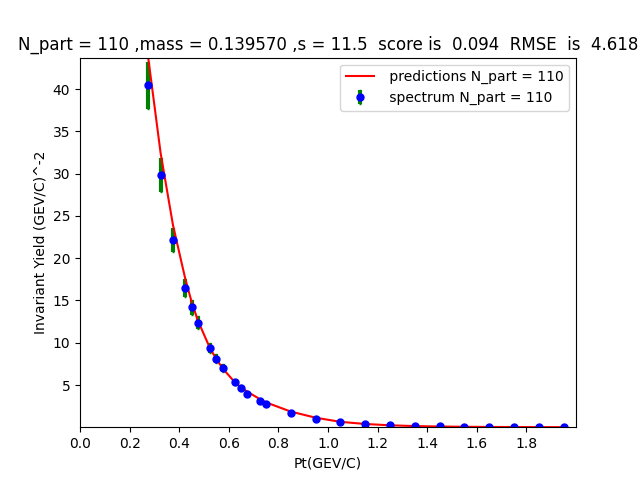 N_part = 110 ,mass = 0.139570 ,s = 11.5  score is  0.094  RMSE  is  4.618
predictions N_part = 110
spectrum N_part = 110
Invariant Yield (GEV/C)^-2
40
35
30
25
20
15
10
5
0.0 0.2 0.4 0.6 0.8 1.0 1.2 1.4 1.6 1.8
Pt(GEV/C)